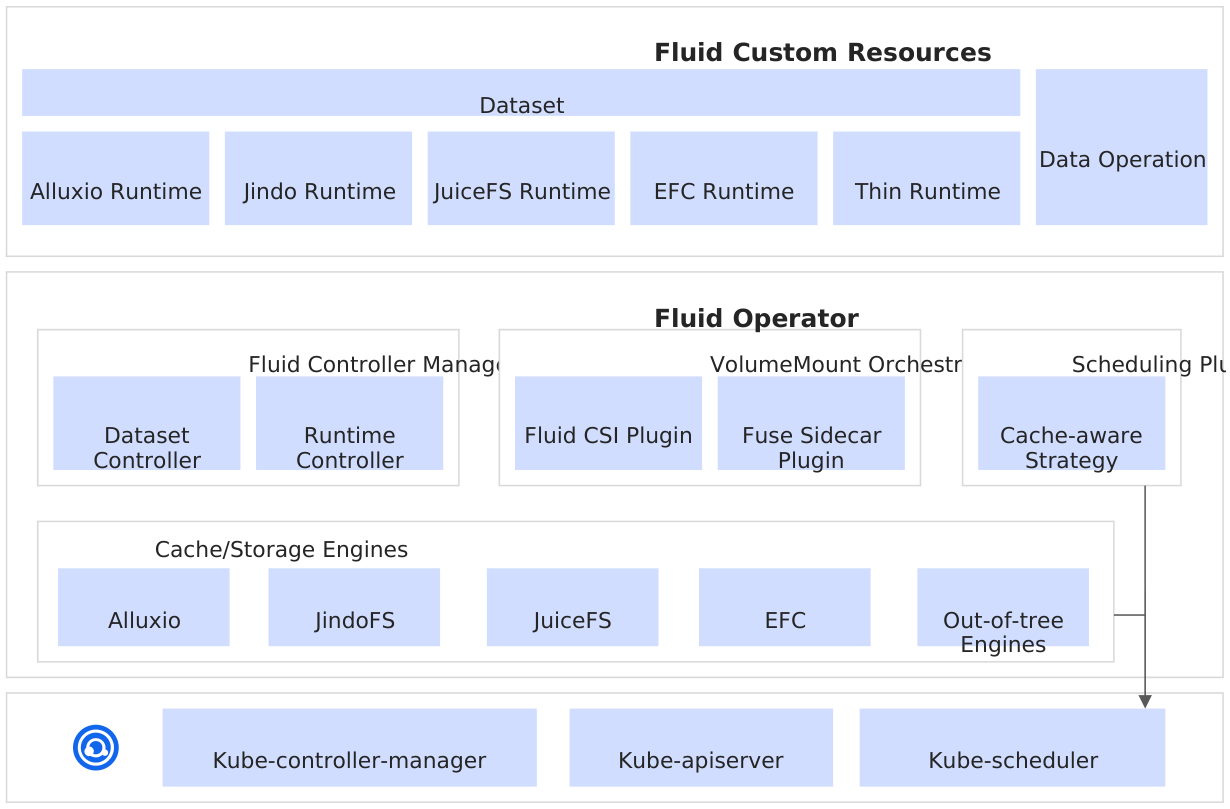 Fluid Custom Resources
Dataset
Data Operation
Alluxio Runtime
Jindo Runtime
JuiceFS Runtime
EFC Runtime
Thin Runtime
Fluid Operator
Fluid Controller Manag
VolumeMount Orchestr
Scheduling Plu
Dataset
Controller
Runtime
Controller
Fluid CSI Plugin
Fuse Sidecar
Plugin
Cache-aware
Strategy
Cache/Storage Engines
Alluxio
JindoFS
JuiceFS
EFC
Out-of-tree
Engines
Kube-controller-manager
Kube-apiserver
Kube-scheduler